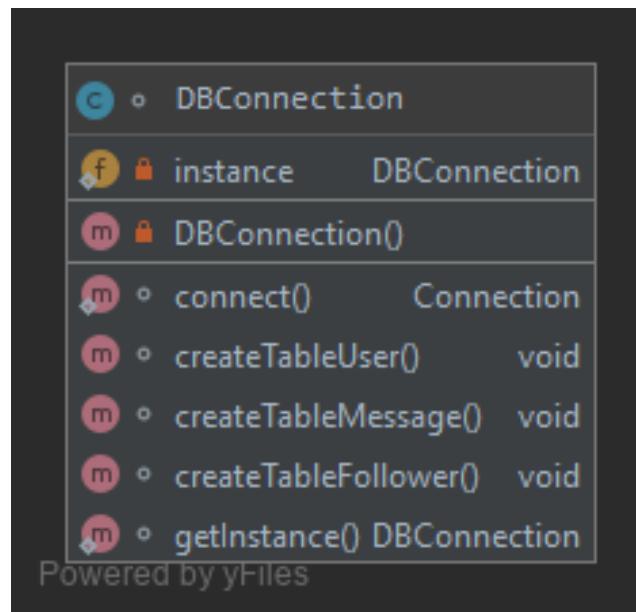 C DBConnection
f instance DBConnection
m DBConnection()
m connect() Connection
m createTableUser() void
m createTableMessage() void
m createTableFollower() void
m getInstance() DBConnection
Powered by yFiles